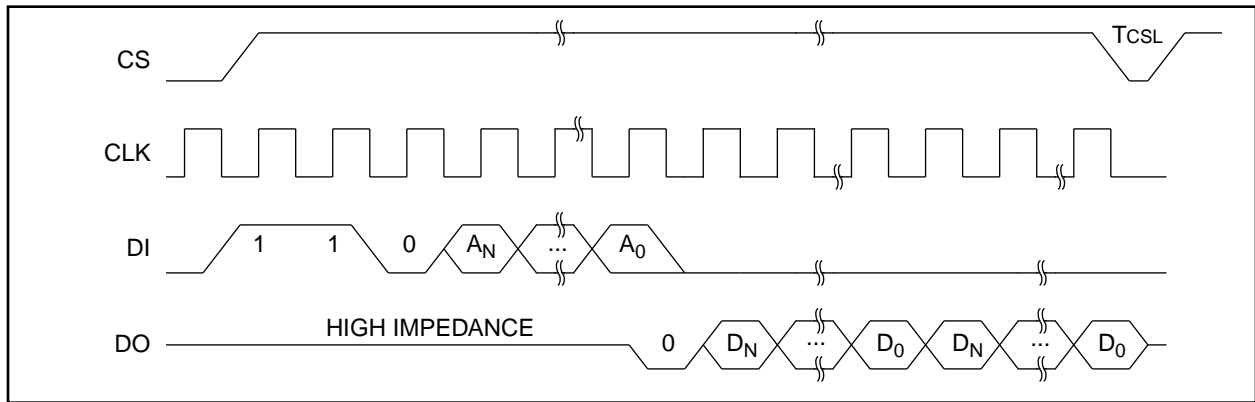 CS TCSL
CLK
DI 1 1 0 AN ... A0
HIGH IMPEDANCE
DO 0 DN ... D0 DN ... D0